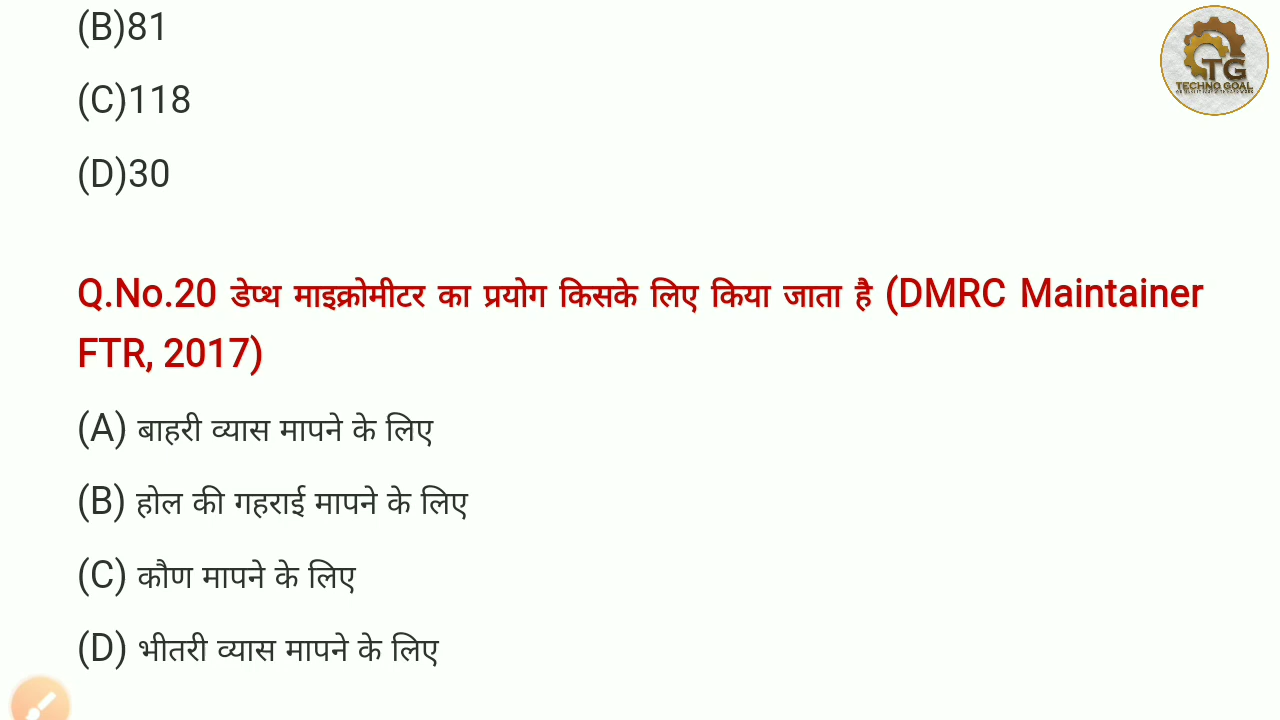 (B)81
(C)118
(D)30
Q.No.20 डेप्थ माइक्रोमीटर का प्रयोग किसके लिए किया जाता है (DMRC Maintainer
FTR, 2017)
(A) बाहरी व्यास मापने के लिए
(B) होल की गहराई मापने के लिए
(C) कौण मापने के लिए
(D) भीतरी व्यास मापने के लिए
TG
TECHNO GOAL